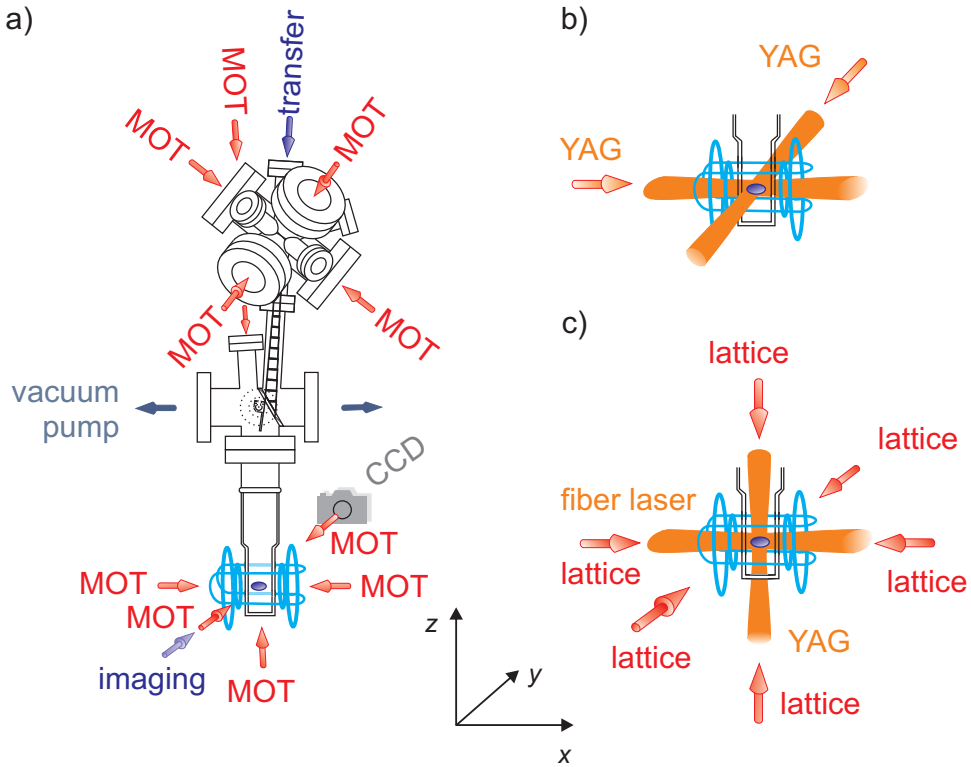 a)
MOT
transfer
MOT
MOT
MOT
MOT
vacuum
pump
CCD
MOT
MOT
MOT
MOT
imaging
MOT
z
y
x
b)
YAG
YAG
c)
lattice
lattice
fiber laser
lattice
lattice
lattice
YAG
lattice